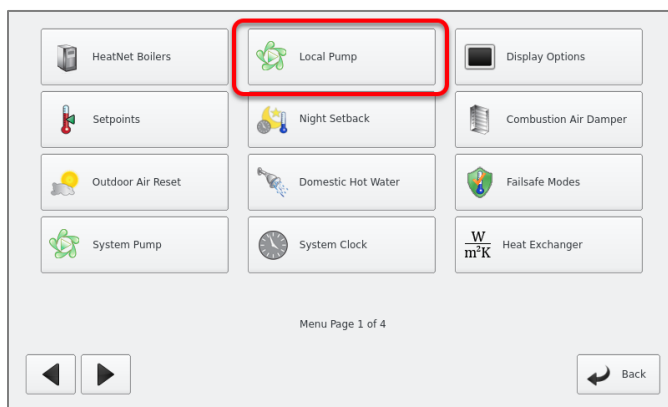 HeatNet Boilers
Local Pump
Display Options
Setpoints
Night Setback
Combustion Air Damper
Outdoor Air Reset
Domestic Hot Water
Failsafe Modes
System Pump
System Clock
W
m²K
Heat Exchanger
Menu Page 1 of 4
Back